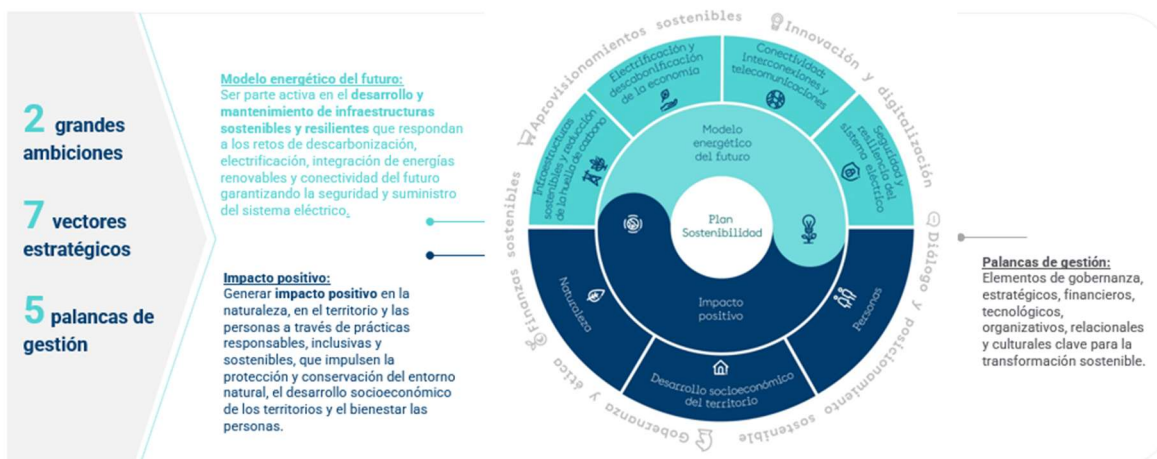 2 grandes
ambiciones
7 vectores
estratégicos
5 palancas de
gestión
Modelo energético del futuro:
Ser parte activa en el desarrollo y
mantenimiento de infraestructuras
sostenibles y resilientes que respondan
a los retos de descarbonización,
electrificación, integración de energías
renovables y conectividad del futuro
garantizando la seguridad y suministro
del sistema eléctrico.
Impacto positivo:
Generar impacto positivo en la
naturaleza, en el territorio y las
personas a través de prácticas
responsables, inclusivas y
sostenibles, que impulsen la
protección y conservación del entorno
natural, el desarrollo socioeconómico
de los territorios y el bienestar las
personas.
Aprovisionamientos sostenibles
Innovación y digitalización
Diálogo y posicionamiento sostenible
Gobernanza y ética
Finanzas sostenibles
Infraestructuras
sostenibles y reducción
de la huella de carbono
Electrificación y
descabonificación
de la economía
Conectividad:
Interconexiones y
telecomunicaciones
Seguridad y
resiliencia del
sistema eléctrico
Modelo
energético
del futuro
Plan
Sostenibilidad
Impacto
positivo
Naturaleza
Desarrollo socioeconómico
del territorio
Personas
Palancas de gestión:
Elementos de gobernanza,
estratégicos, financieros,
tecnológicos,
organizativos, relacionales
y culturales clave para la
transformación sostenible.